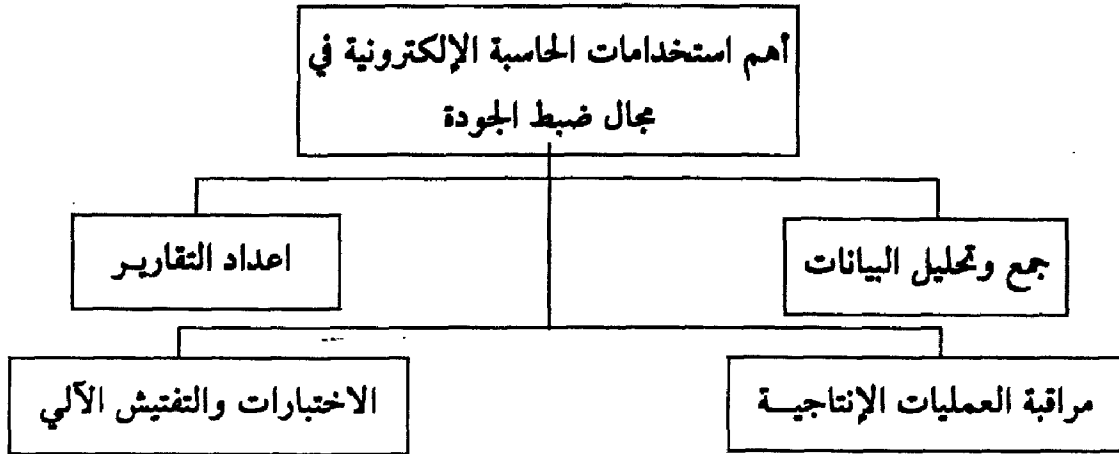 أهم استخدامات الحاسبة الإلكترونية في
مجال ضبط الجودة
جمع وتحليل البيانات
اعداد التقارير
مراقبة العمليات الإنتاجية
الاختبارات والتفتيش الآلي